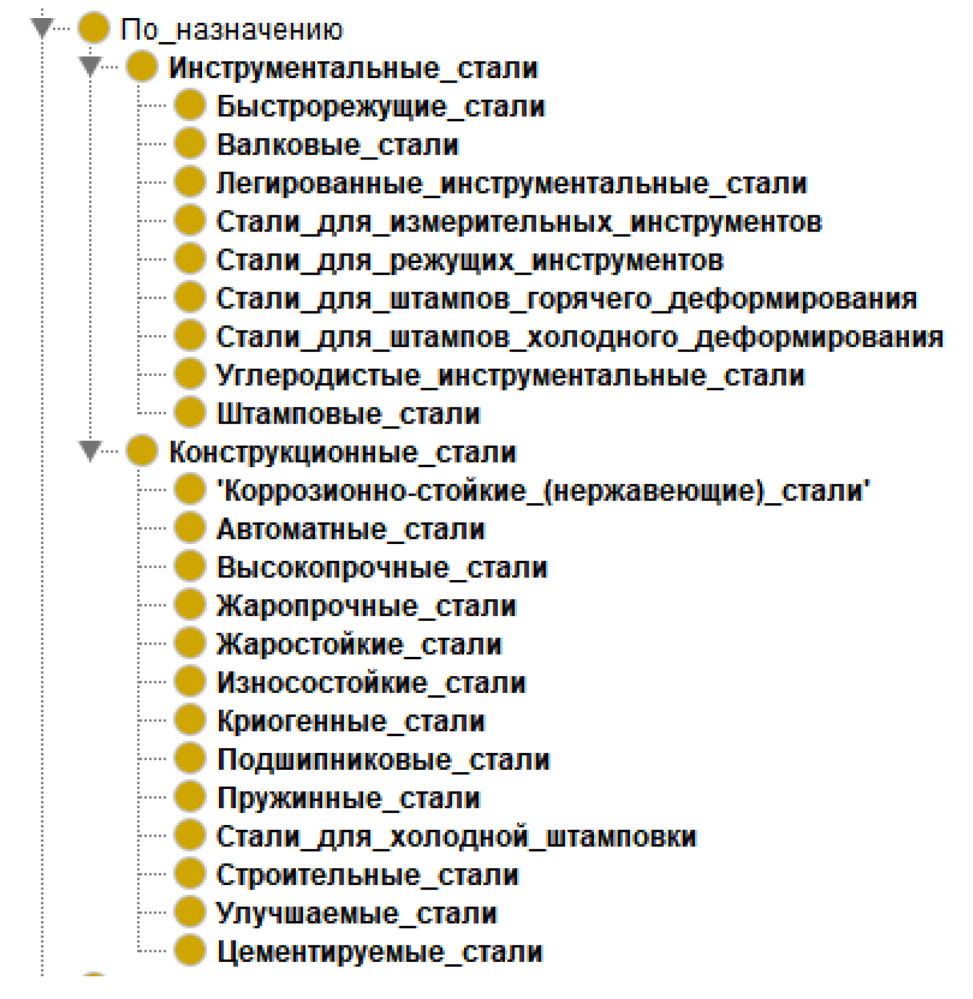 По_назначению
Инструментальные_стали
Быстрорежущие_стали
Валковые_стали
Легированные_инструментальные_стали
Стали_для_измерительных_инструментов
Стали_для_режущих_инструментов
Стали_для_штампов_горячего_деформирования
Стали_для_штампов_холодного_деформирования
Углеродистые_инструментальные_стали
Штамповые_стали
Конструкционные_стали
'Коррозионно-стойкие_(нержавеющие)_стали'
Автоматные_стали
Высокопрочные_стали
Жаропрочные_стали
Жаростойкие_стали
Износостойкие_стали
Криогенные_стали
Подшипниковые_стали
Пружинные_стали
Стали_для_холодной_штамповки
Строительные_стали
Улучшаемые_стали
Цементируемые_стали